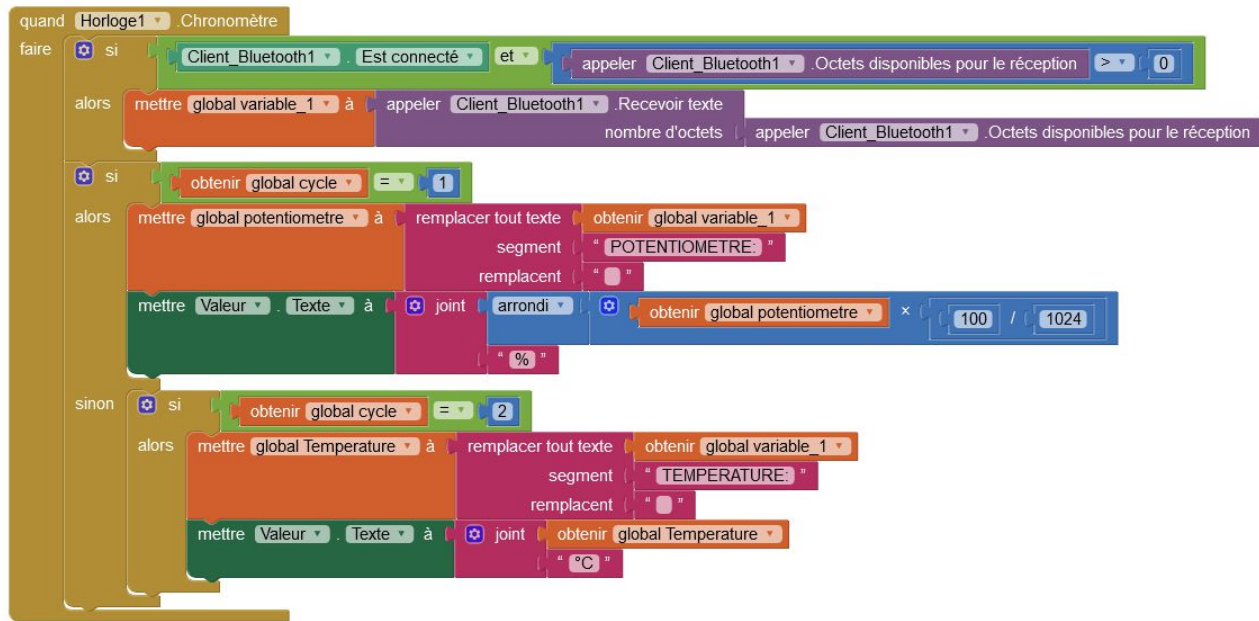 quand Horloge1 .Chronomètre
faire si Client_Bluetooth1 . Est connecté et appeler Client_Bluetooth1 .Octets disponibles pour le réception > 0
alors mettre global variable_1 à appeler Client_Bluetooth1 .Recevoir texte
nombre d'octets appeler Client_Bluetooth1 .Octets disponibles pour le réception
si obtenir global cycle = 1
alors mettre global potentiometre à remplacer tout texte obtenir global variable_1
segment " POTENTIOMETRE: "
remplacent " "
mettre Valeur . Texte à joint arrondi obtenir global potentiometre × 100 / 1024
" % "
sinon si obtenir global cycle = 2
alors mettre global Temperature à remplacer tout texte obtenir global variable_1
segment " TEMPERATURE: "
remplacent " "
mettre Valeur . Texte à joint obtenir global Temperature
" °C "